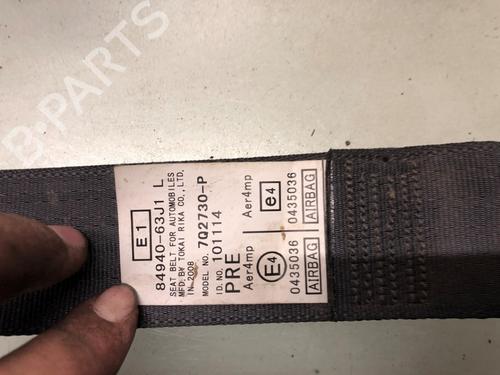 B-PARTS
E1
84940-63J1 L
SEAT BELT FOR AUTOMOBILES
MFD. BY TOKAI RIKA CO., LTD.
IN 2008
MODEL NO. 7Q2730-P
I.D. NO. 101114
PRE
Aer4mp Aer4mp
E4 e4
0435036 0435036
AIRBAG AIRBAG